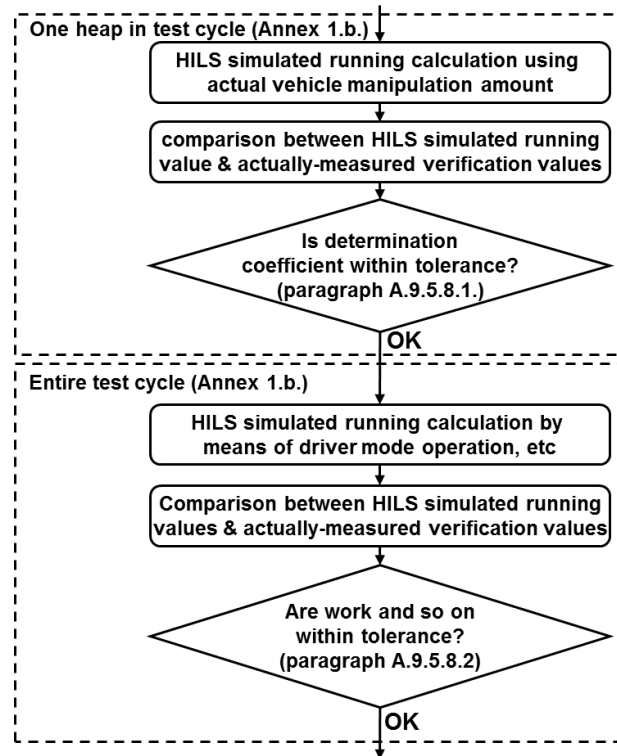 One heap in test cycle (Annex 1.b.)
HILS simulated running calculation using
actual vehicle manipulation amount
comparison between HILS simulated running
value & actually-measured verification values
Is determination
coefficient within tolerance?
(paragraph A.9.5.8.1.)
OK
Entire test cycle (Annex 1.b.)
HILS simulated running calculation by
means of driver mode operation, etc
Comparison between HILS simulated running
values & actually-measured verification values
Are work and so on
within tolerance?
(paragraph A.9.5.8.2)
OK